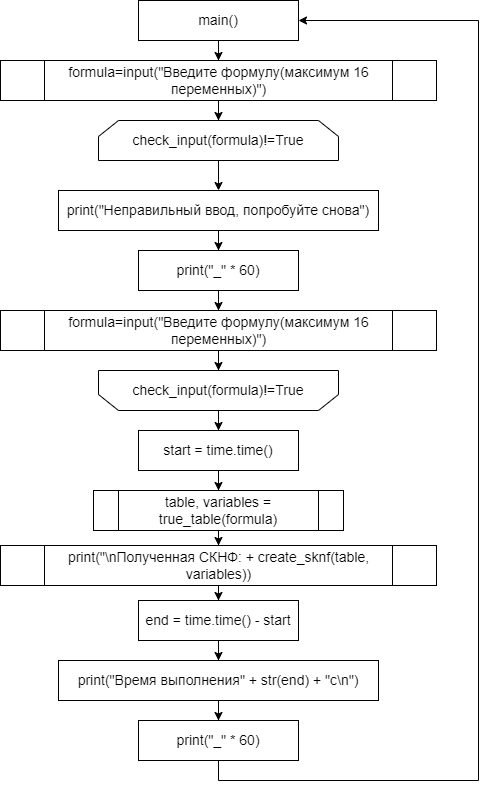 main()
formula=input("Введите формулу(максимум 16
переменных)")
check_input(formula)!=True
print("Неправильный ввод, попробуйте снова")
print("_" * 60)
formula=input("Введите формулу(максимум 16
переменных)")
check_input(formula)!=True
start = time.time()
table, variables =
true_table(formula)
print("\nПолученная СКНФ: + create_sknf(table,
variables))
end = time.time() - start
print("Время выполнения" + str(end) + "с\n")
print("_" * 60)